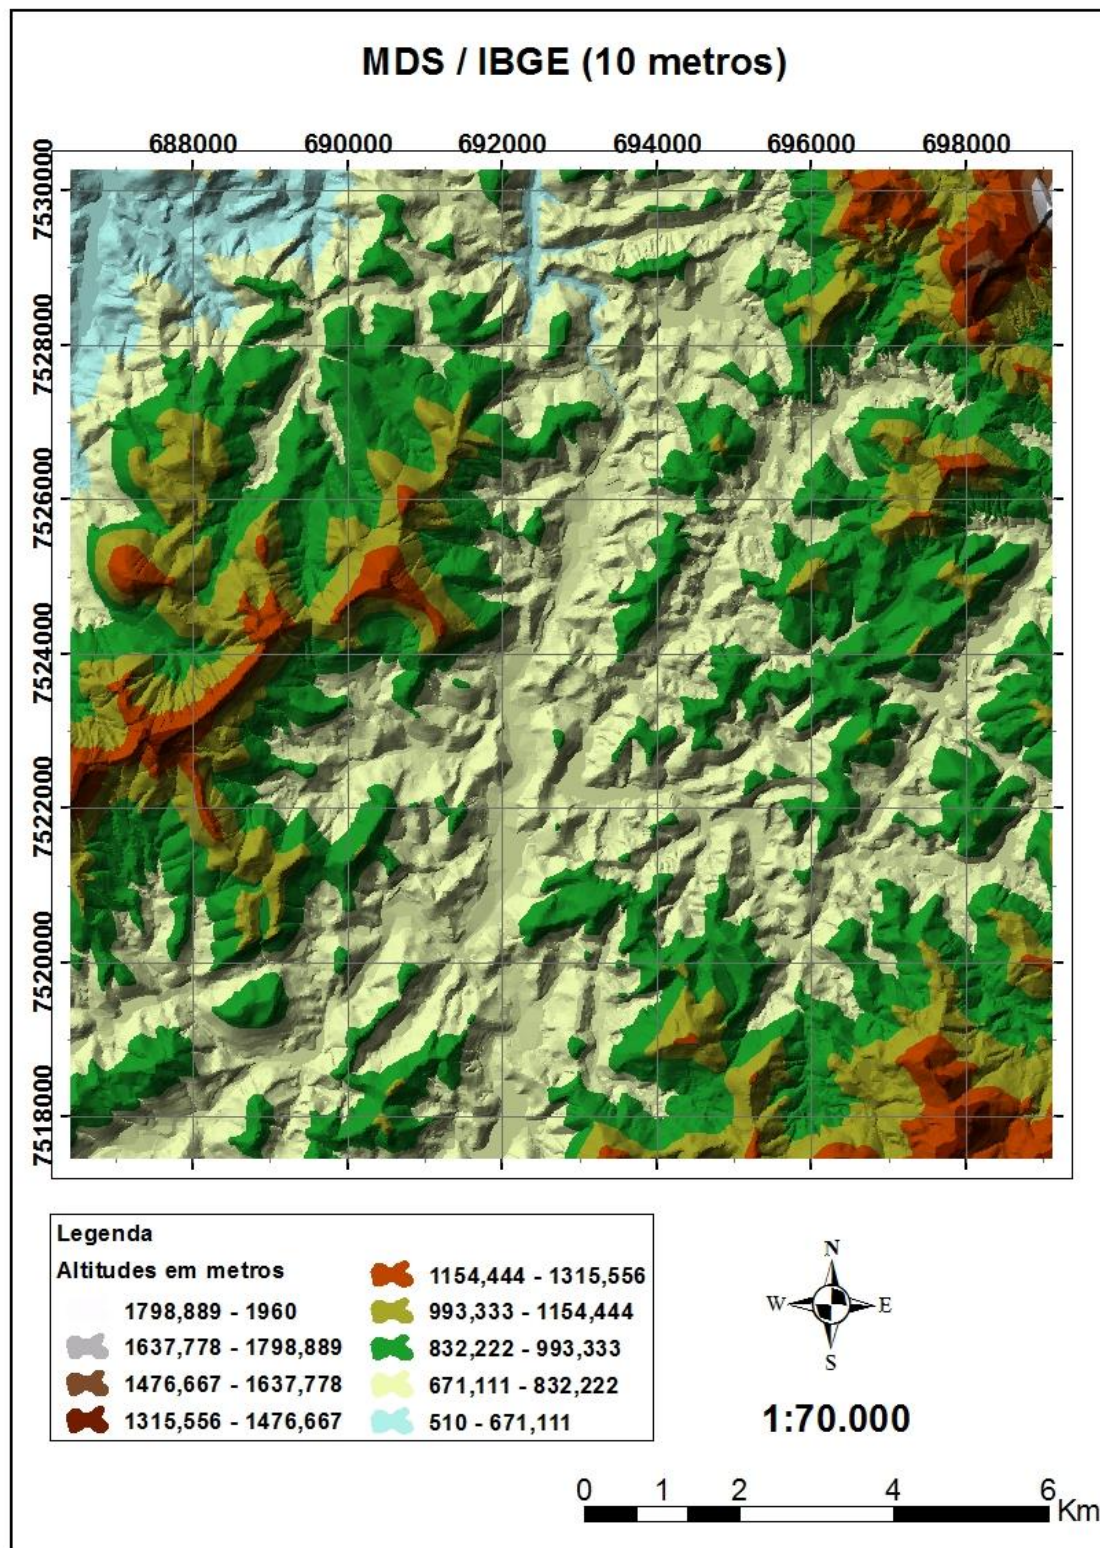 MDS / IBGE (10 metros)
688000 690000 692000 694000 696000 698000
7530000
7528000
7526000
7524000
7522000
7520000
7518000
Legenda
Altitudes em metros
1798,889 - 1960
1637,778 - 1798,889
1476,667 - 1637,778
1315,556 - 1476,667
1154,444 - 1315,556
993,333 - 1154,444
832,222 - 993,333
671,111 - 832,222
510 - 671,111
N
W E
S
1:70.000
0 1 2 4 6
Km